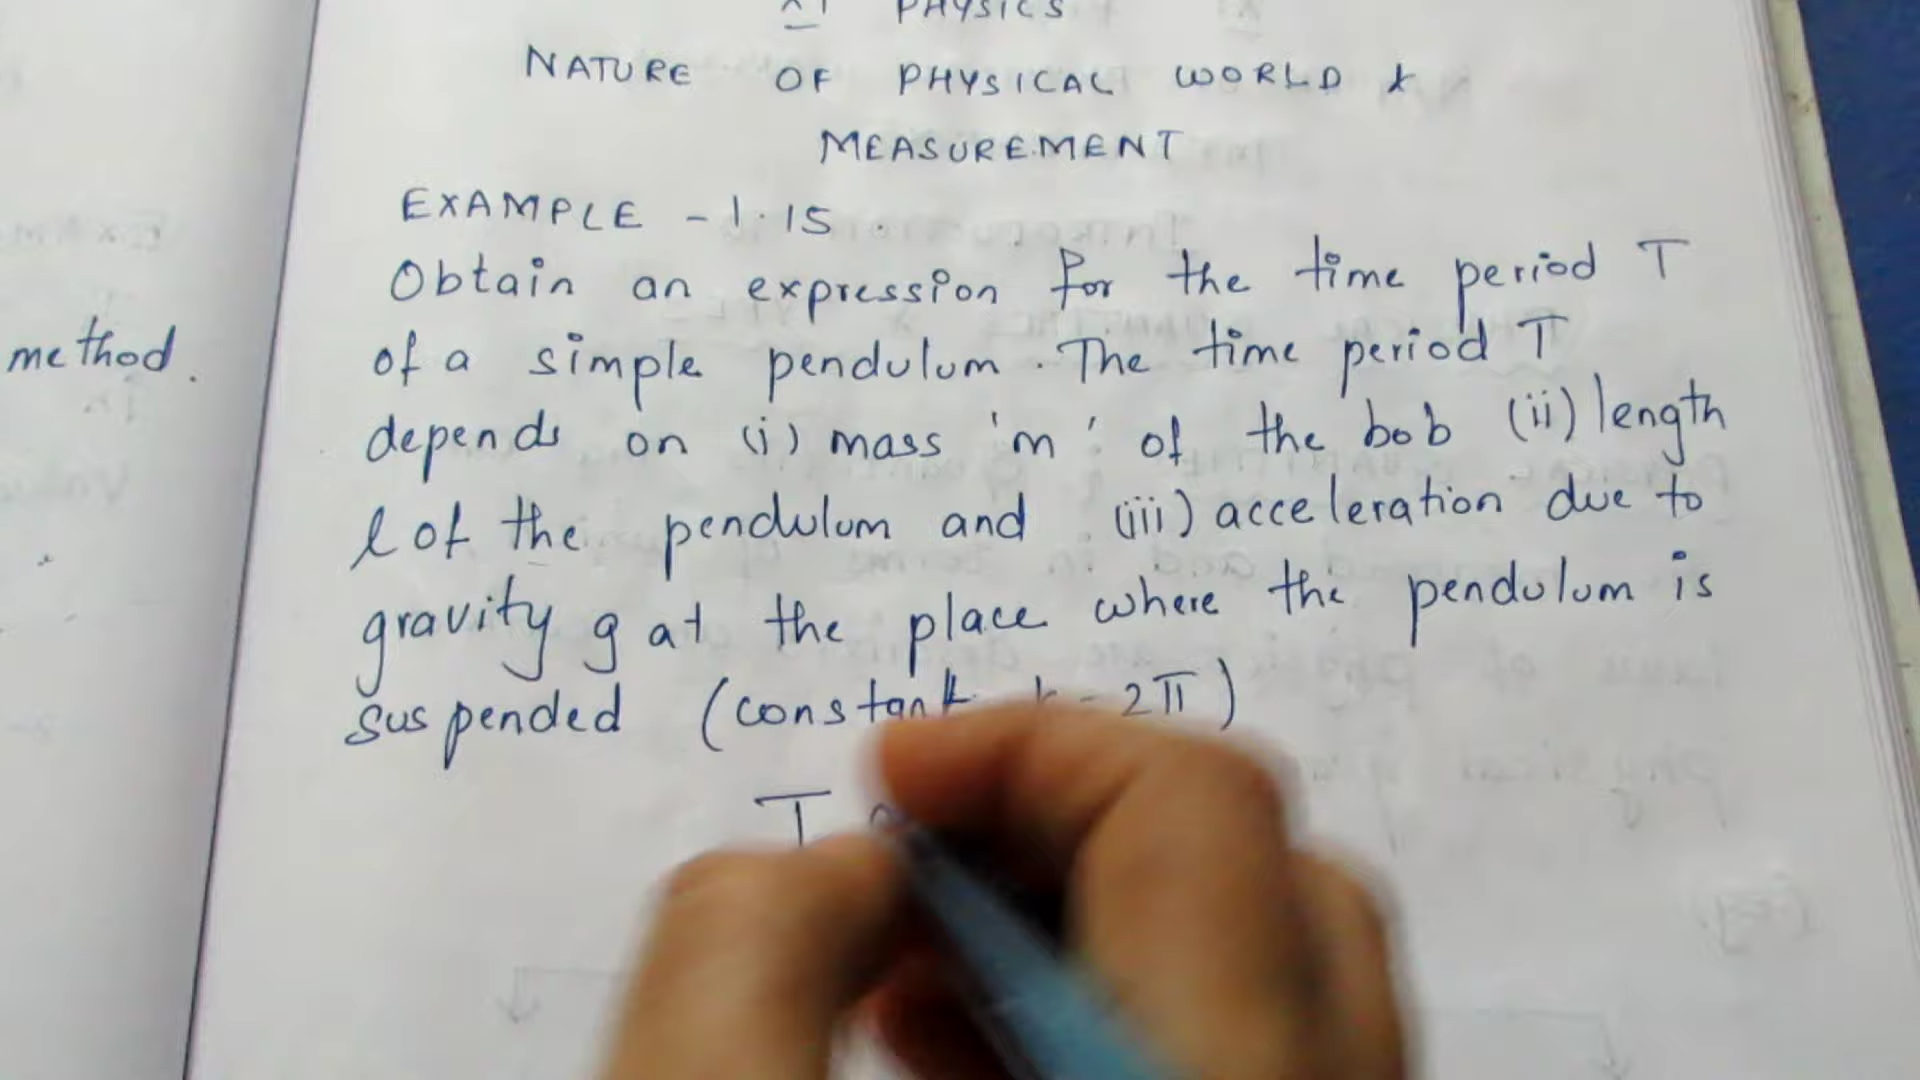 XI PHYSICS
NATURE OF PHYSICAL WORLD &
MEASUREMENT
EXAMPLE - 1.15.
Obtain an expression for the time period T
of a simple pendulum. The time period T
depends on (i) mass 'm' of the bob (ii) length
method.
l of the pendulum and (iii) acceleration due to
gravity g at the place where the pendulum is
suspended (constant k = 2π)
T